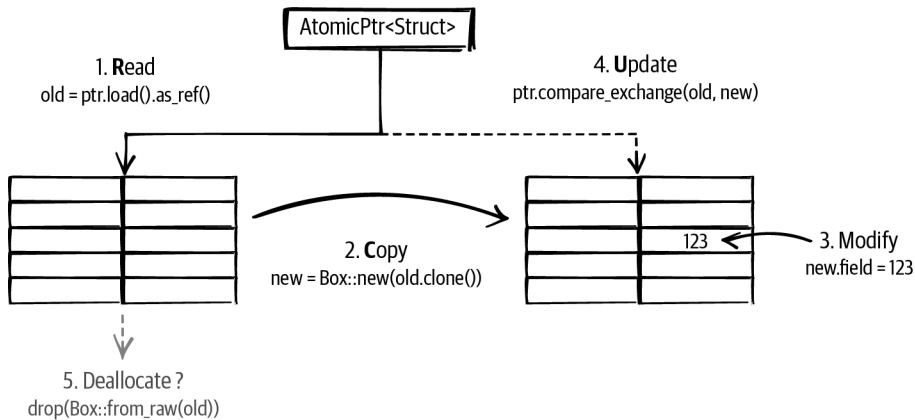 AtomicPtr<Struct>
1. Read
old = ptr.load().as_ref()
4. Update
ptr.compare_exchange(old, new)
2. Copy
new = Box::new(old.clone())
123
3. Modify
new.field = 123
5. Deallocate ?
drop(Box::from_raw(old))